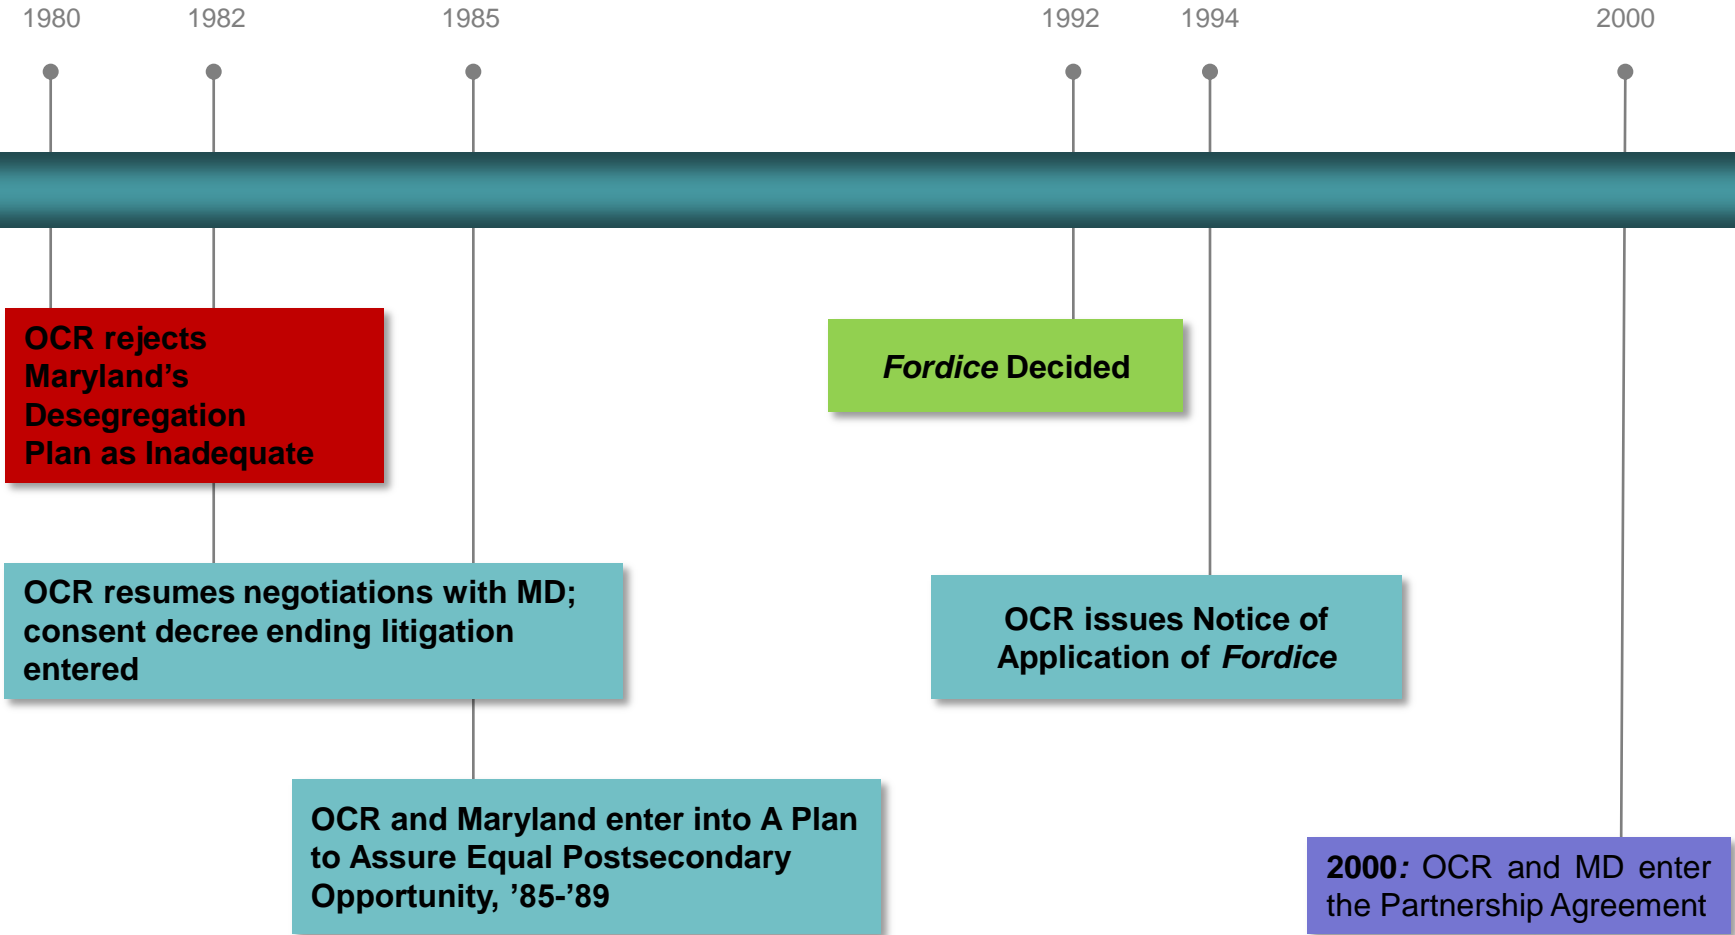 1980
1982
1985
1992
1994
2000
OCR rejects
Maryland’s
Desegregation
Plan as Inadequate
Fordice Decided
OCR resumes negotiations with MD;
consent decree ending litigation
entered
OCR issues Notice of
Application of Fordice
OCR and Maryland enter into A Plan
to Assure Equal Postsecondary
Opportunity, ’85-’89
2000: OCR and MD enter
the Partnership Agreement